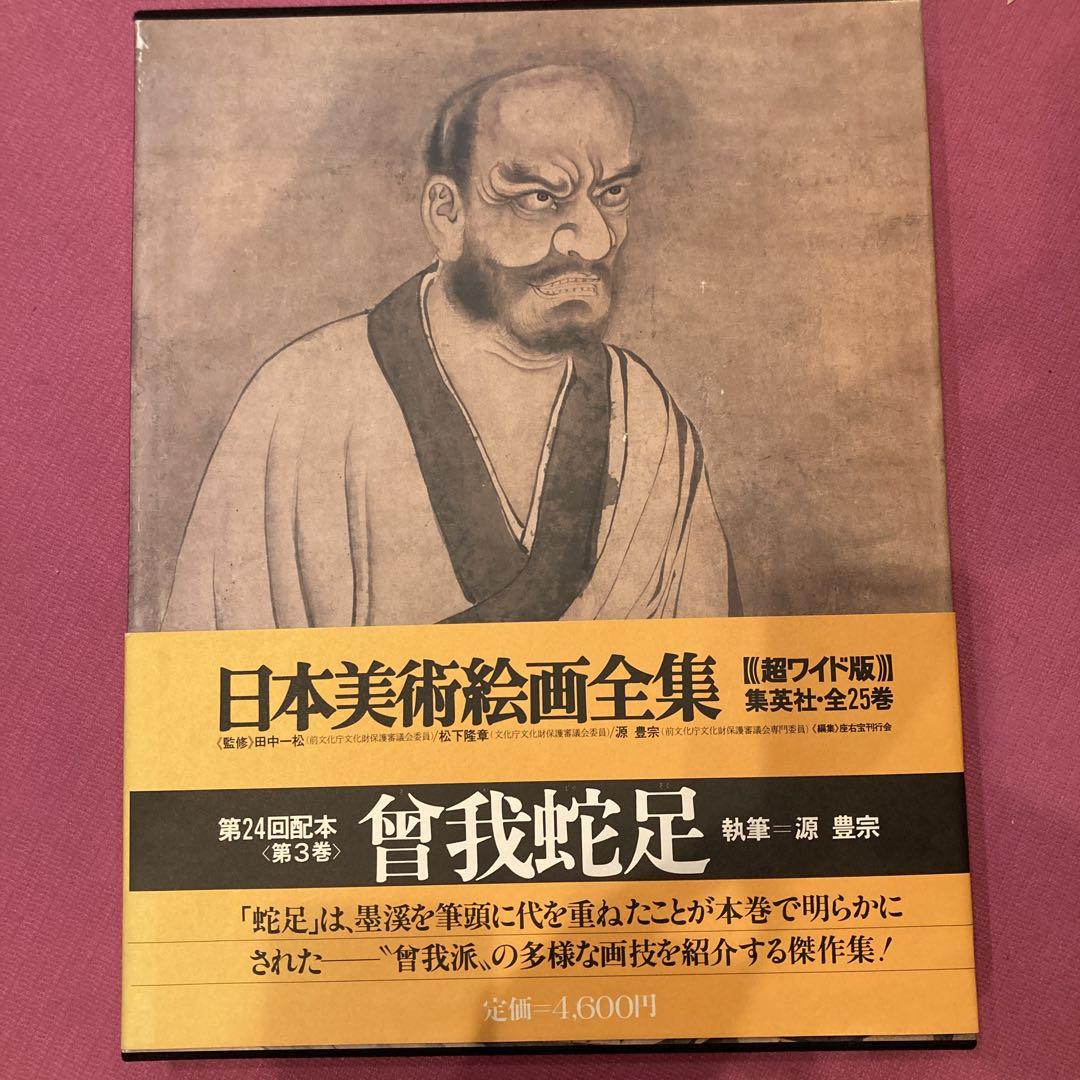 日本美術絵画全集
【⟪超ワイド版⟫】
集英社・全25巻
〈監修〉田中一松(前文化庁文化財保護審議会委員)/松下隆章(文化庁文化財保護審議会委員)/源 豊宗(前文化庁文化財保護審議会専門委員)〈編集〉座右宝刊行会
第24回配本
〈第3巻〉
曾我蛇足
執筆=源 豊宗
「蛇足」は、墨溪を筆頭に代を重ねたことが本巻で明らかに
された——〝曾我派〟の多様な画技を紹介する傑作集!
定価=4,600円